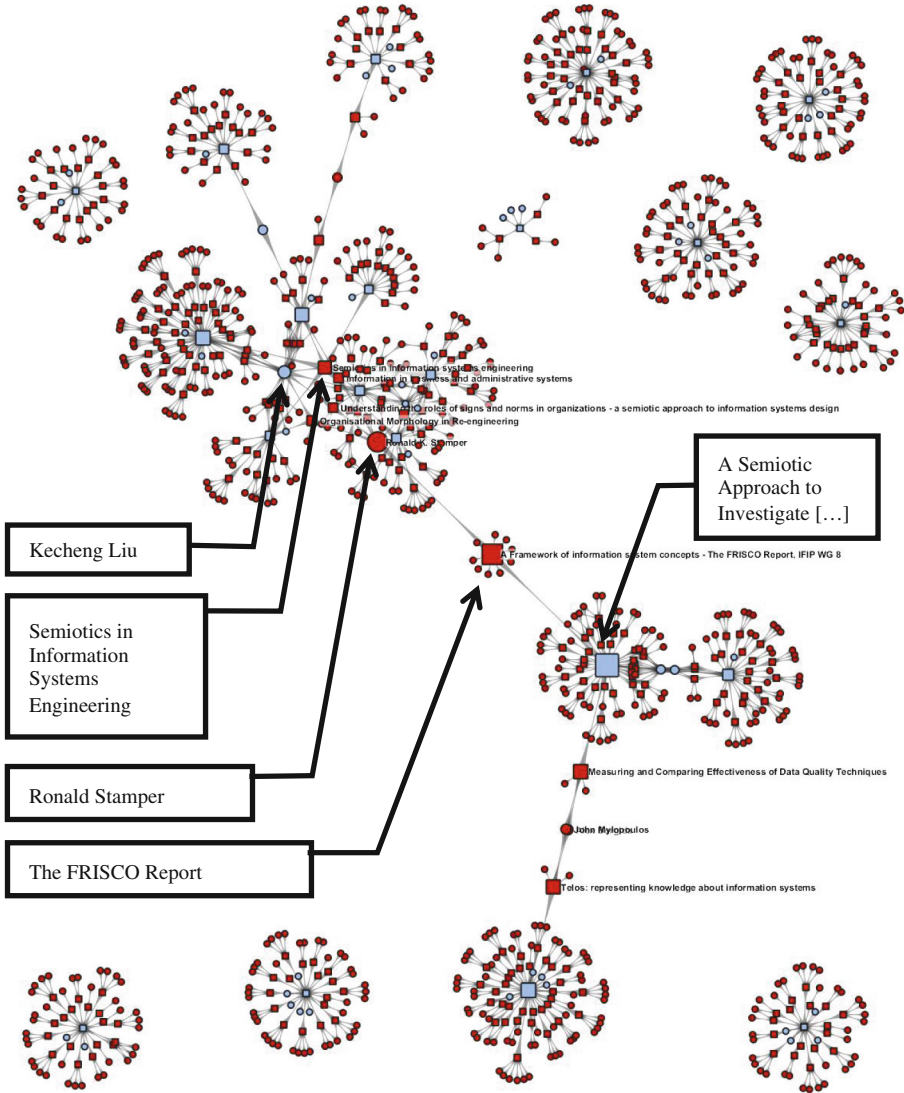 Semiotics in information systems engineering
Information in business and administrative systems
Understanding the roles of signs and norms in organizations - a semiotic approach to information systems design
Organisational Morphology in Re-engineering
Ronald K. Stamper
A Semiotic
Approach to
Investigate […]
Kecheng Liu
A Framework of information system concepts - The FRISCO Report, IFIP WG 8
Semiotics in
Information
Systems
Engineering
Ronald Stamper
Measuring and Comparing Effectiveness of Data Quality Techniques
John Mylopoulos
The FRISCO Report
Telos: representing knowledge about information systems